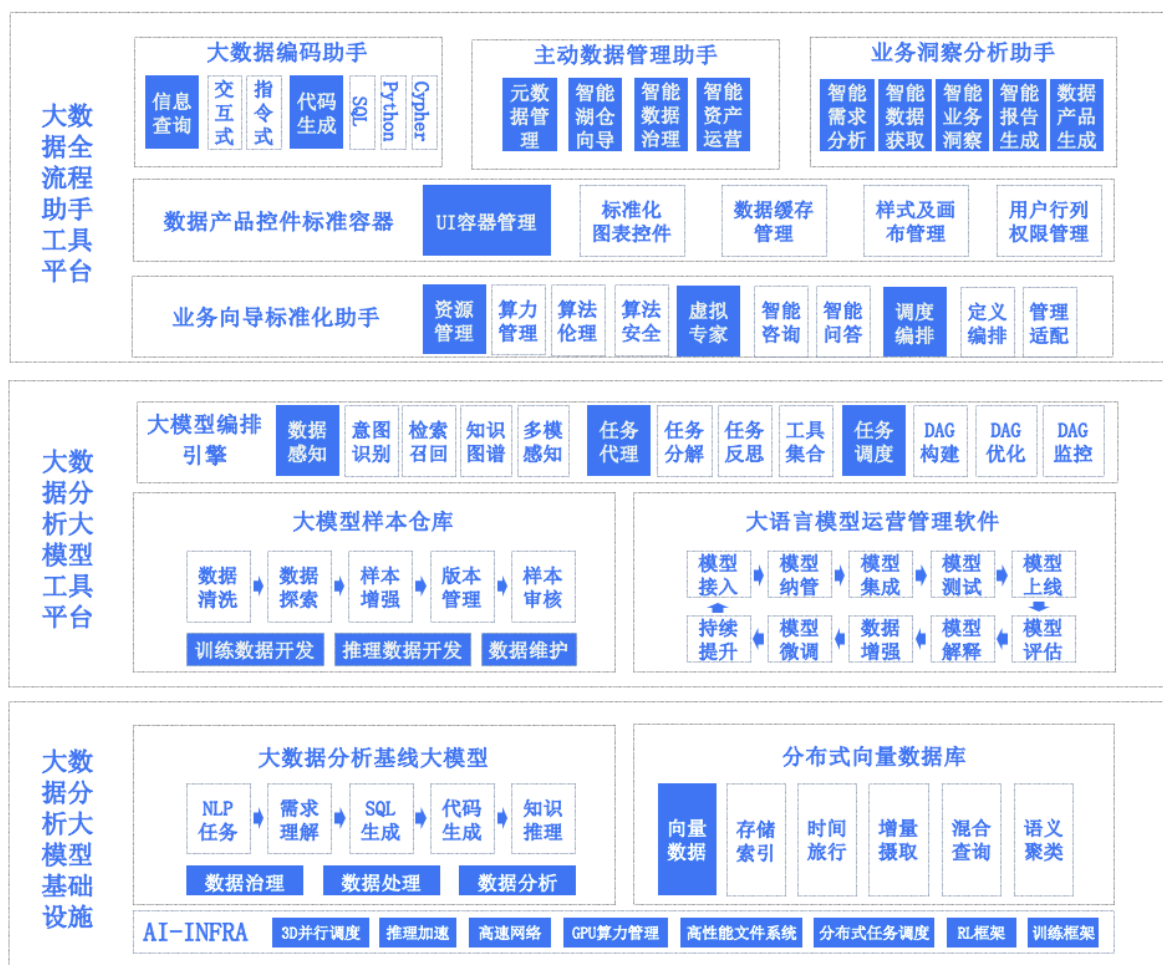 大数
据全
流程
助手
工具
平台
大数据编码助手
信息
查询
交
互
式
指
令
式
代码
生成
SQL
Python
Cypher
主动数据管理助手
元数
据管
理
智能
湖仓
向导
智能
数据
治理
智能
资产
运营
业务洞察分析助手
智能
需求
分析
智能
数据
获取
智能
业务
洞察
智能
报告
生成
数据
产品
生成
数据产品控件标准容器
UI容器管理
标准化
图表控件
数据缓存
管理
样式及画
布管理
用户行列
权限管理
业务向导标准化助手
资源
管理
算力
管理
算法
伦理
算法
安全
虚拟
专家
智能
咨询
智能
问答
调度
编排
定义
编排
管理
适配
大数
据分
析大
模型
工具
平台
大模型编排
引擎
数据
感知
意图
识别
检索
召回
知识
图谱
多模
感知
任务
代理
任务
分解
任务
反思
工具
集合
任务
调度
DAG
构建
DAG
优化
DAG
监控
大模型样本仓库
数据
清洗
数据
探索
样本
增强
版本
管理
样本
审核
训练数据开发
推理数据开发
数据维护
大语言模型运营管理软件
模型
接入
模型
纳管
模型
集成
模型
测试
模型
上线
持续
提升
模型
微调
数据
增强
模型
解释
模型
评估
大数
据分
析大
模型
基础
设施
大数据分析基线大模型
NLP
任务
需求
理解
SQL
生成
代码
生成
知识
推理
数据治理
数据处理
数据分析
分布式向量数据库
向量
数据
存储
索引
时间
旅行
增量
摄取
混合
查询
语义
聚类
AI-INFRA
3D并行调度
推理加速
高速网络
GPU算力管理
高性能文件系统
分布式任务调度
RL框架
训练框架